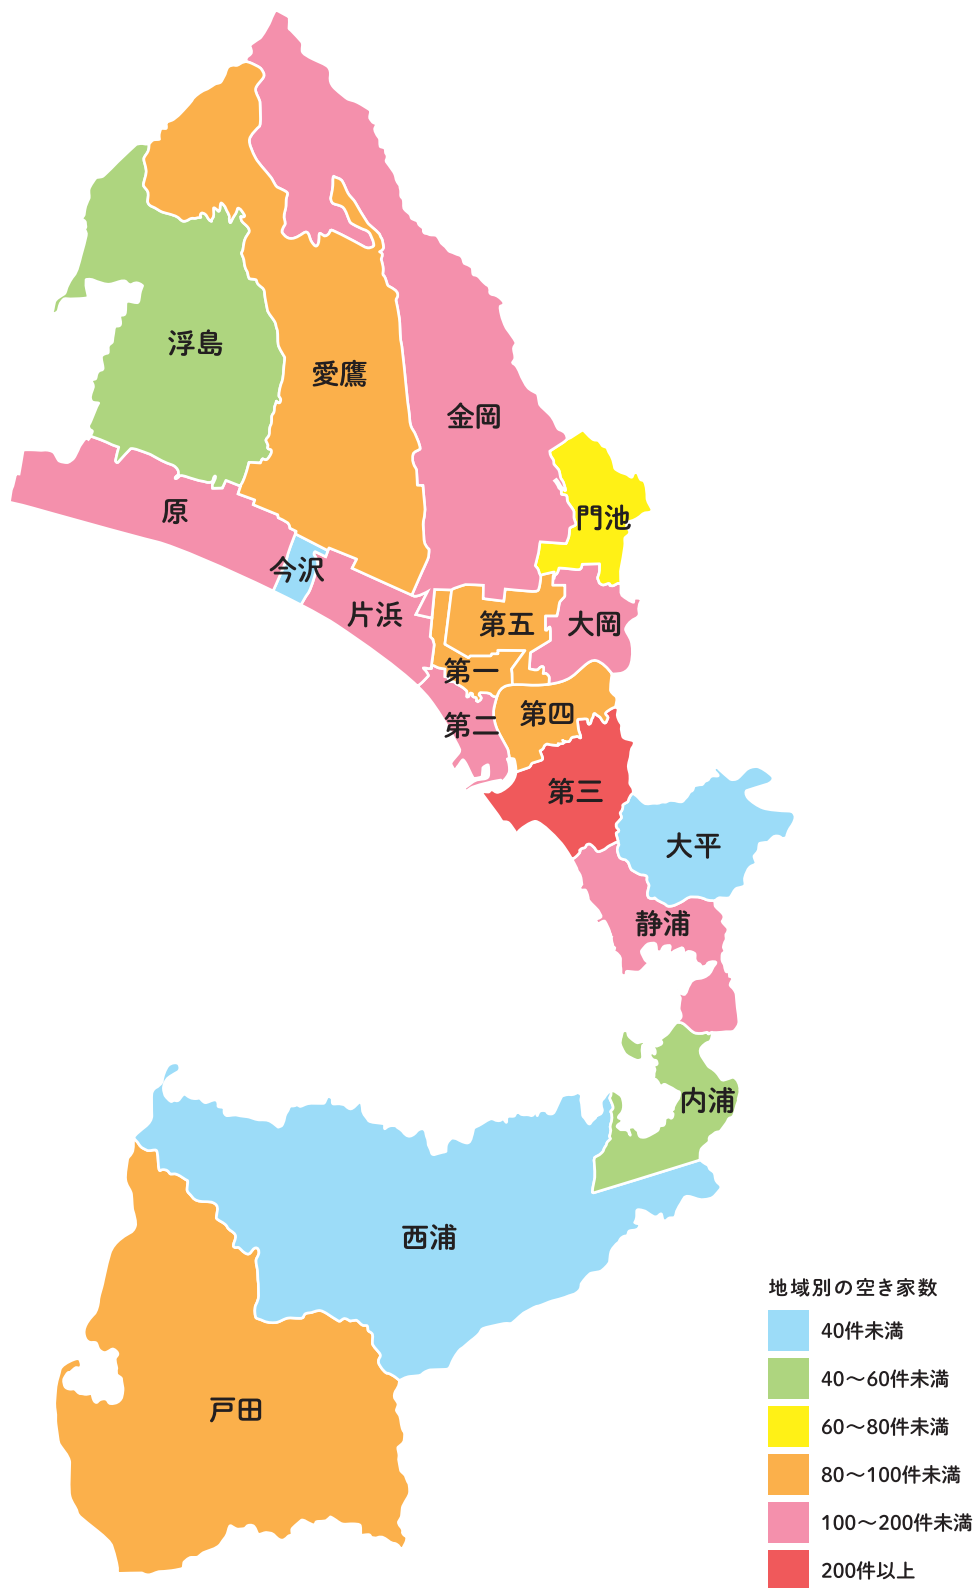 浮島
愛鷹
金岡
原
門池
今沢
片浜
第五
大岡
第一
第四
第二
第三
大平
静浦
内浦
西浦
戸田
地域別の空き家数
40件未満
40〜60件未満
60〜80件未満
80〜100件未満
100〜200件未満
200件以上